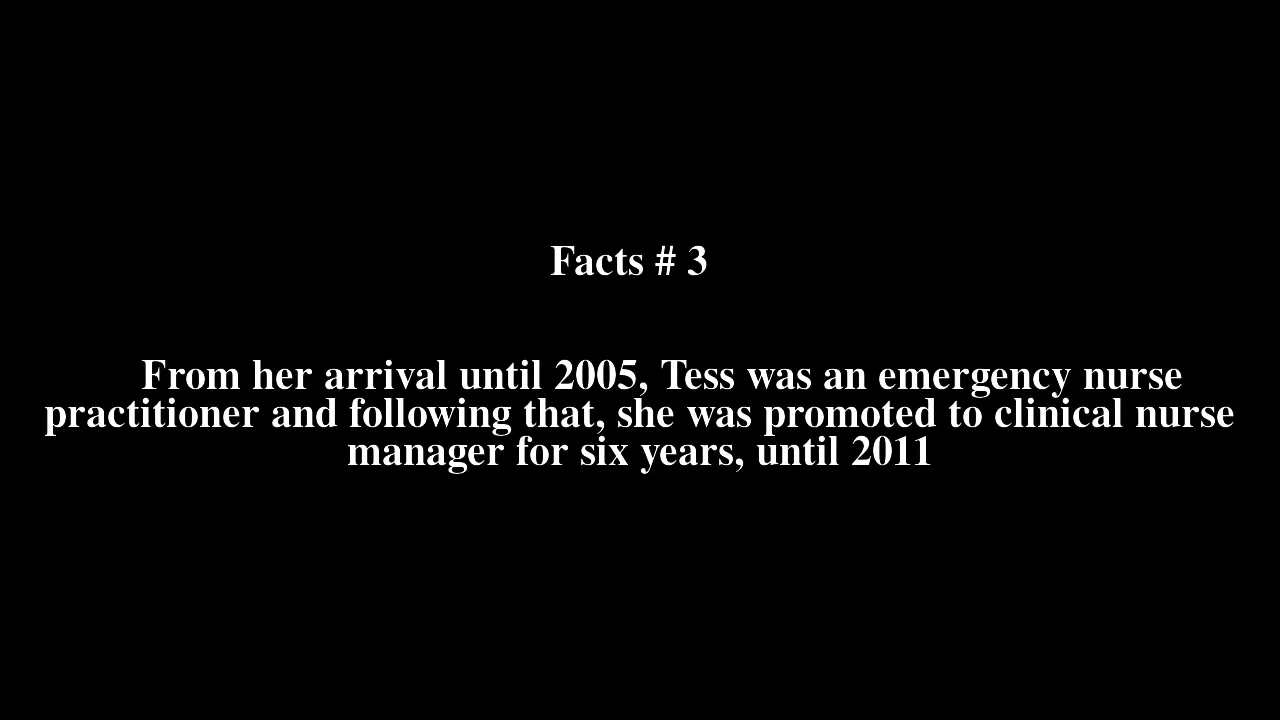 Facts # 3
From her arrival until 2005, Tess was an emergency nurse
practitioner and following that, she was promoted to clinical nurse
manager for six years, until 2011